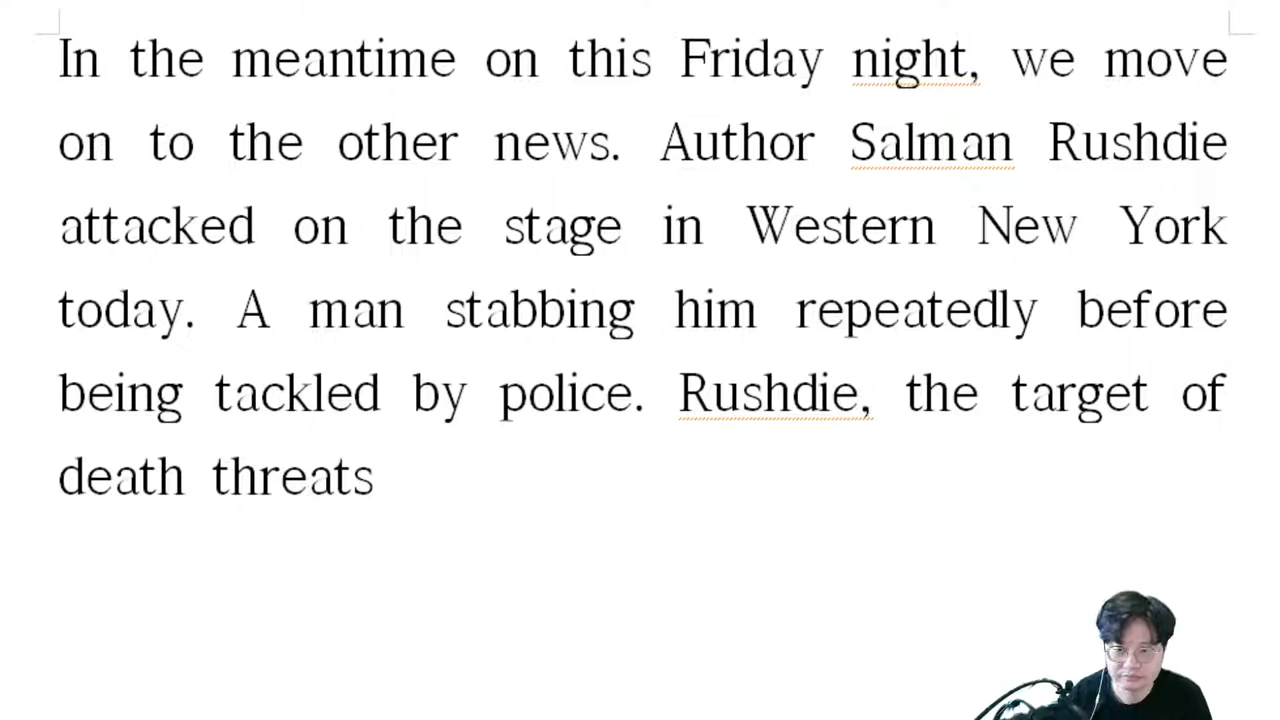 In the meantime on this Friday night, we move
on to the other news. Author Salman Rushdie
attacked on the stage in Western New York
today. A man stabbing him repeatedly before
being tackled by police. Rushdie, the target of
death threats